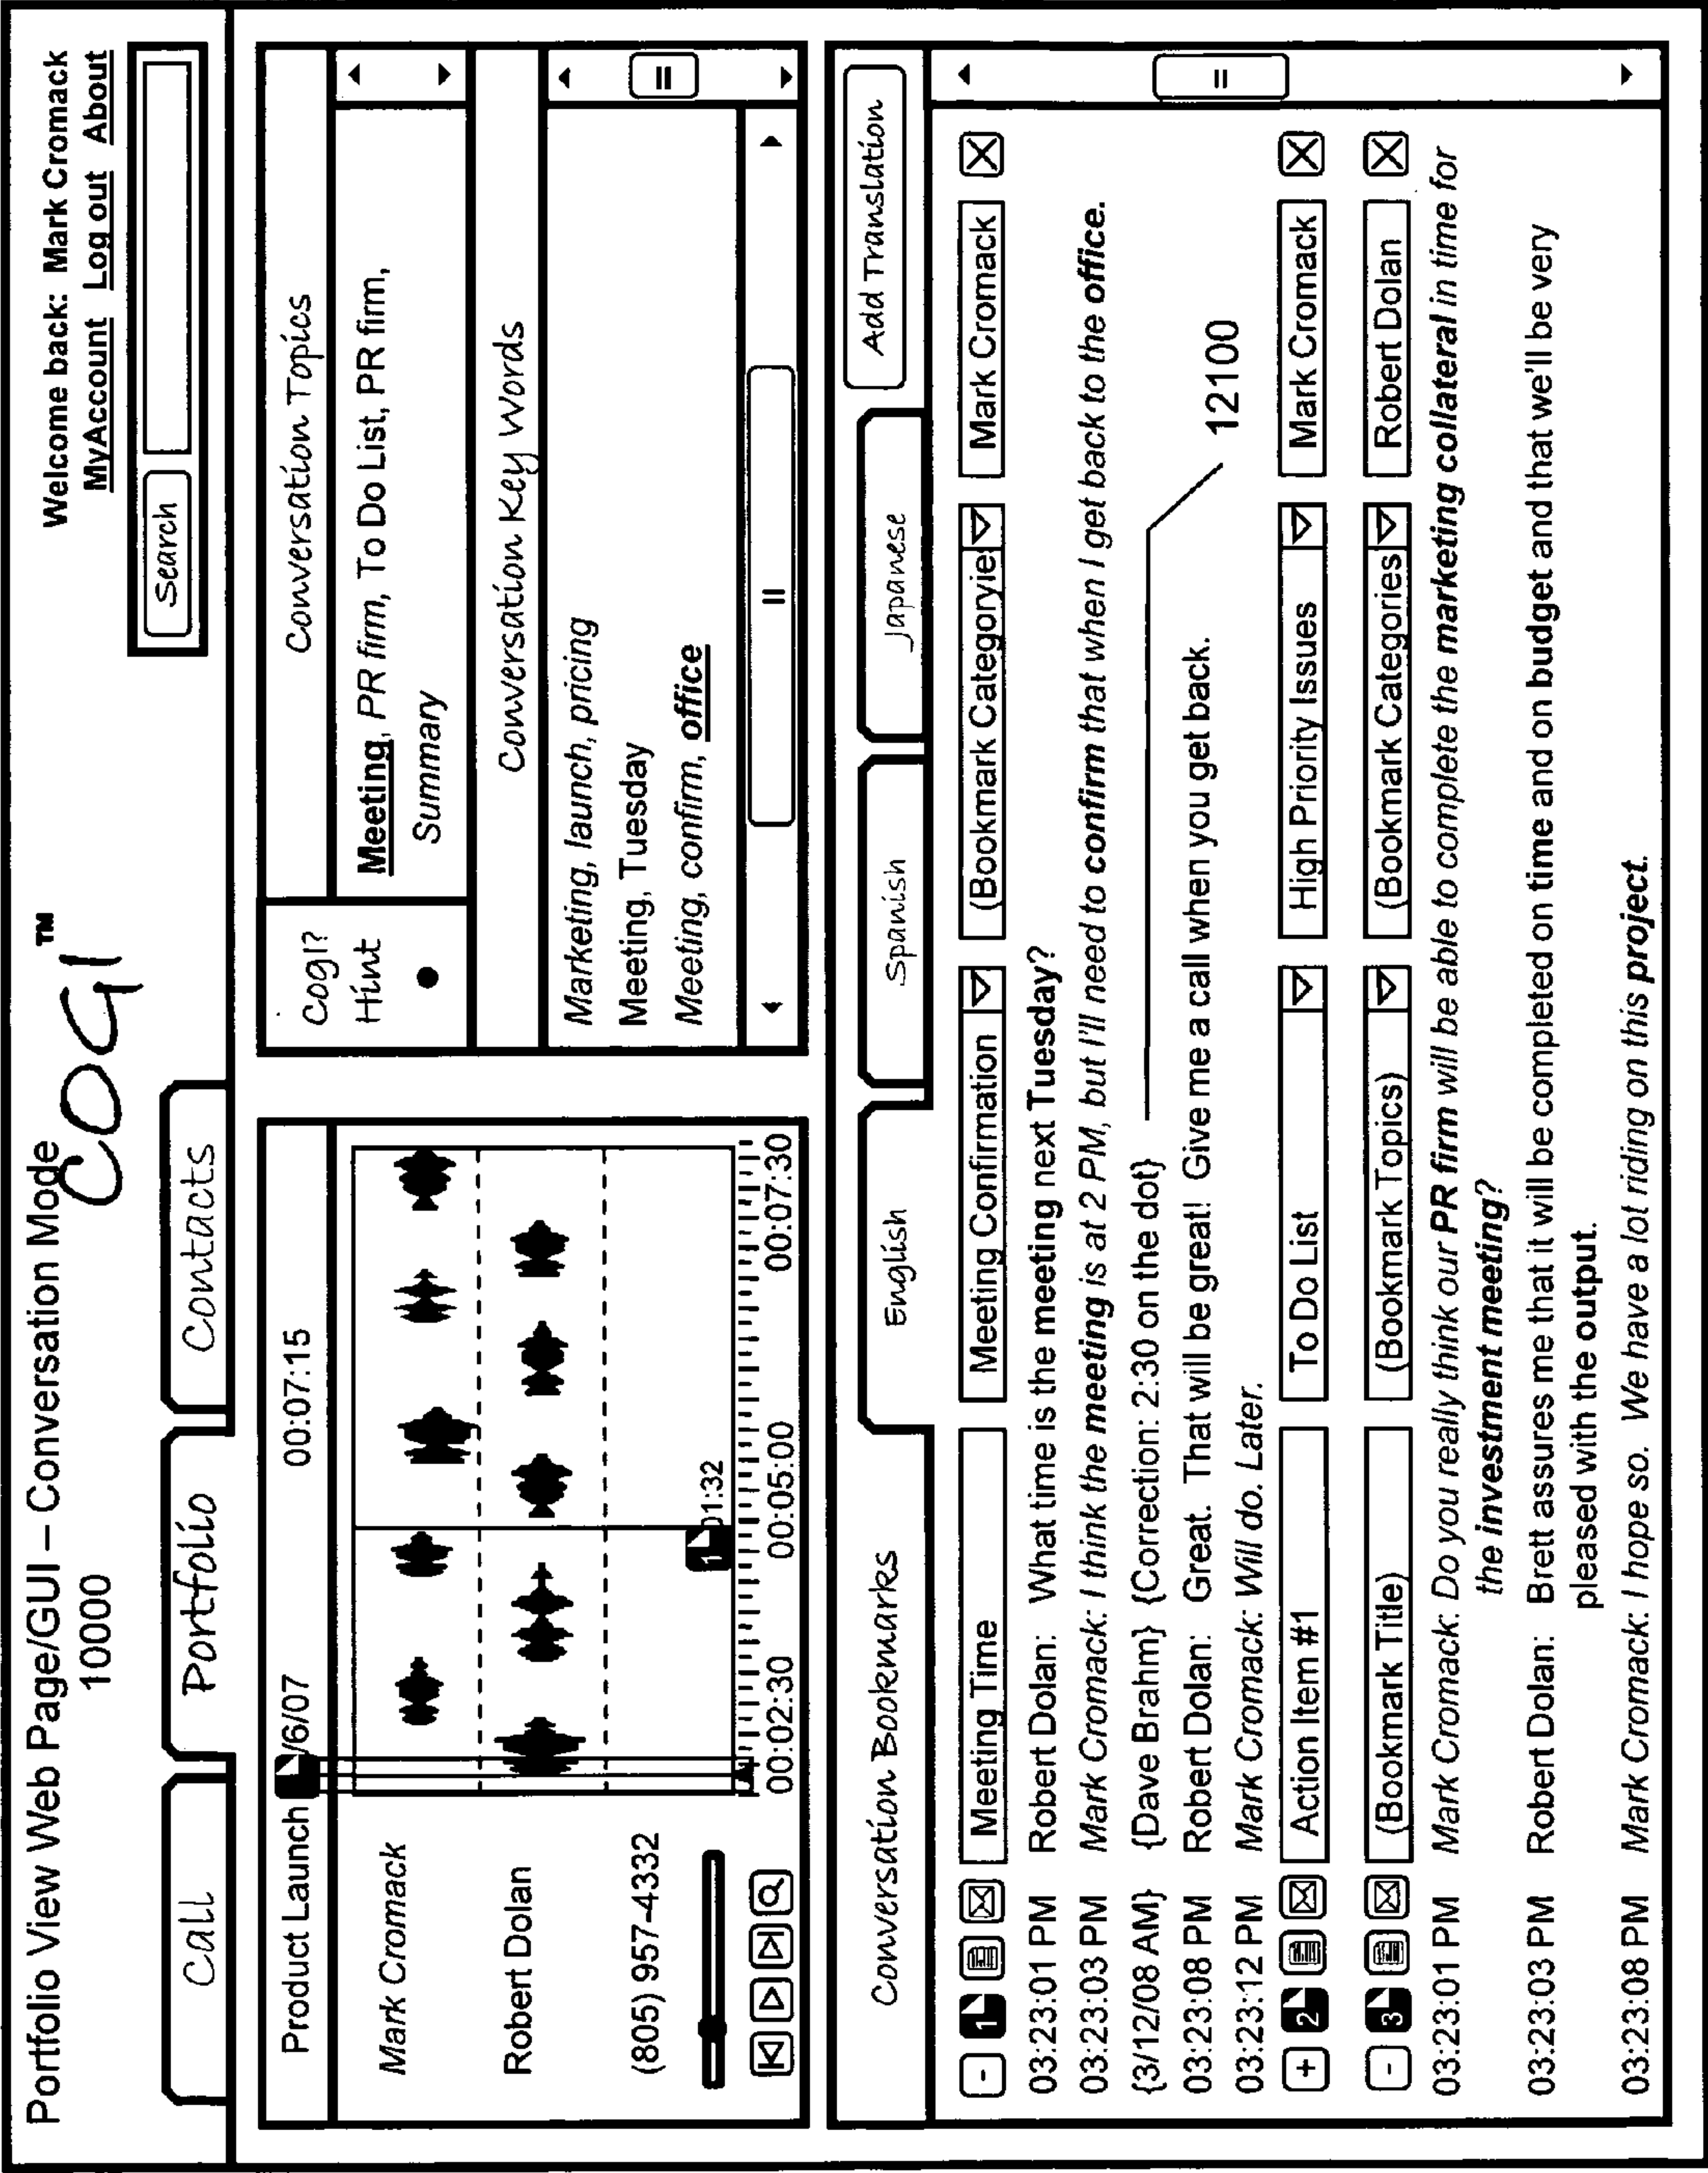 Portfolio View Web Page/GUI – Conversation Mode
10000
COGI™
Welcome back: Mark Cromack
MyAccount Log out About
Search
Call
Portfolio
Contacts
Product Launch /6/07 00:07:15
1
Mark Cromack
Robert Dolan
(805) 957-4332
1 01:32
00:02:30 00:05:00 00:07:30
Cogi?
Hint
Conversation Topics
Meeting, PR firm, To Do List, PR firm,
Summary
Conversation Key Words
Marketing, launch, pricing
Meeting, Tuesday
Meeting, confirm, office
Conversation Bookmarks
English
Spanish
Japanese
Add Translation
- 1 Meeting Time Meeting Confirmation (Bookmark Categoryie Mark Cromack X
03:23:01 PM Robert Dolan: What time is the meeting next Tuesday?
03:23:03 PM Mark Cromack: I think the meeting is at 2 PM, but I'll need to confirm that when I get back to the office.
{3/12/08 AM} {Dave Brahm} {Correction: 2:30 on the dot}
12100
03:23:08 PM Robert Dolan: Great. That will be great! Give me a call when you get back.
03:23:12 PM Mark Cromack: Will do. Later.
+ 2 Action Item #1 To Do List High Priority Issues Mark Cromack X
- 3 (Bookmark Title) (Bookmark Topics) (Bookmark Categories Robert Dolan X
03:23:01 PM Mark Cromack: Do you really think our PR firm will be able to complete the marketing collateral in time for
the investment meeting?
03:23:03 PM Robert Dolan: Brett assures me that it will be completed on time and on budget and that we'll be very
pleased with the output.
03:23:08 PM Mark Cromack: I hope so. We have a lot riding on this project.